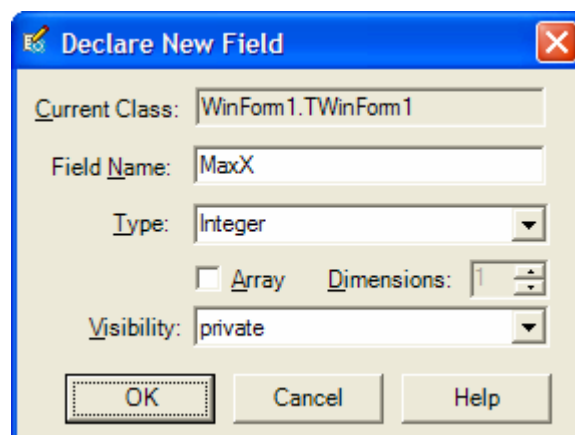 Declare New Field
Current Class: WinForm1.TWinForm1
Field Name: MaxX
Type: Integer
Array Dimensions: 1
Visibility: private
OK Cancel Help